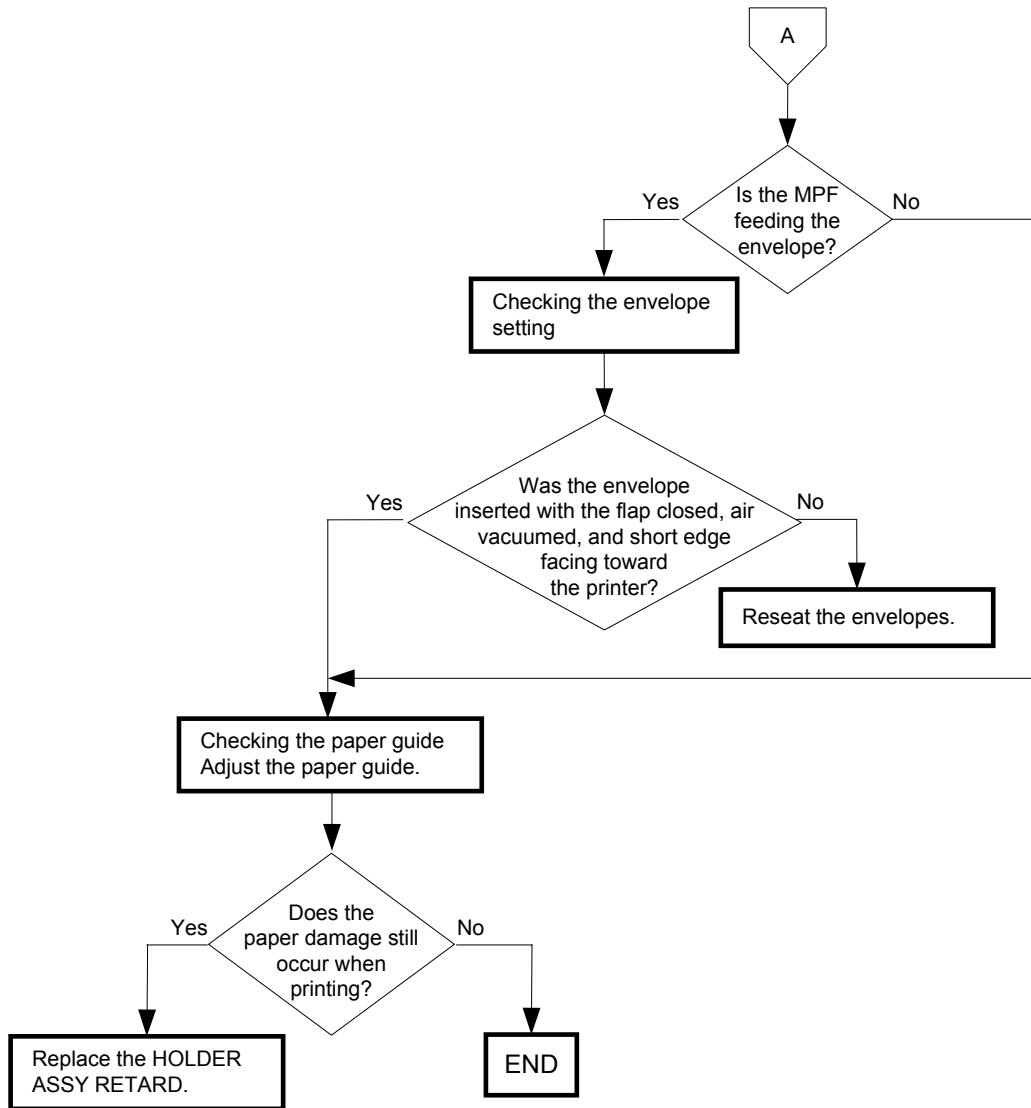 A
Is the MPF
feeding the
envelope?
Yes
No
Checking the envelope
setting
Was the envelope
inserted with the flap closed, air
vacuumed, and short edge
facing toward
the printer?
Yes
No
Reseat the envelopes.
Checking the paper guide
Adjust the paper guide.
Does the
paper damage still
occur when
printing?
Yes
No
Replace the HOLDER
ASSY RETARD.
END